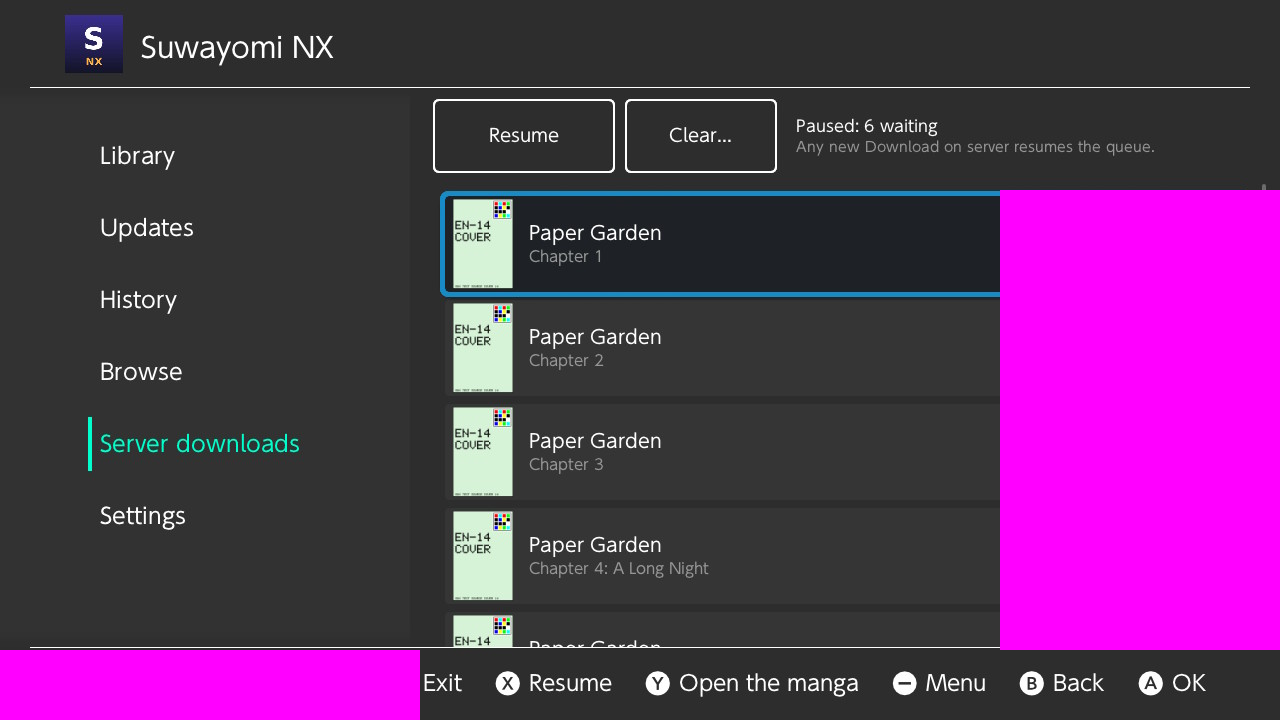 S
NX
Suwayomi NX
Library
Updates
History
Browse
Server downloads
Settings
Resume
Clear...
Paused: 6 waiting
Any new Download on server resumes the queue.
EN-14
COVER
Paper Garden
Chapter 1
EN-14
COVER
Paper Garden
Chapter 2
EN-14
COVER
Paper Garden
Chapter 3
EN-14
COVER
Paper Garden
Chapter 4: A Long Night
EN-14
Exit
X Resume
Y Open the manga
Menu
B Back
A OK